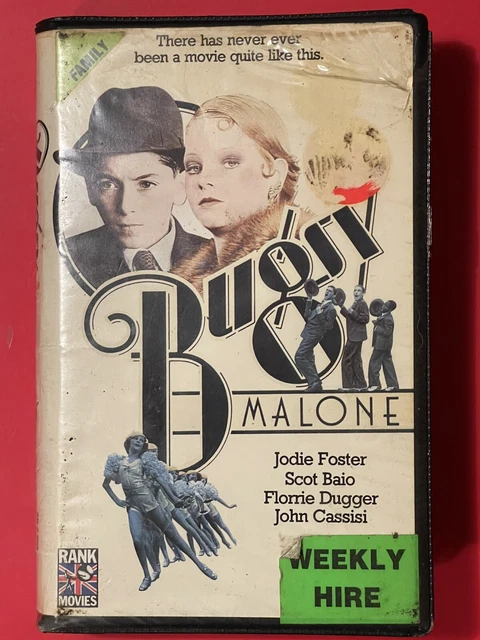 There has never ever
been a movie quite like this.
FAMILY
Bugsy
MALONE
Jodie Foster
Scot Baio
Florrie Dugger
John Cassisi
RANK
MOVIES
WEEKLY
HIRE